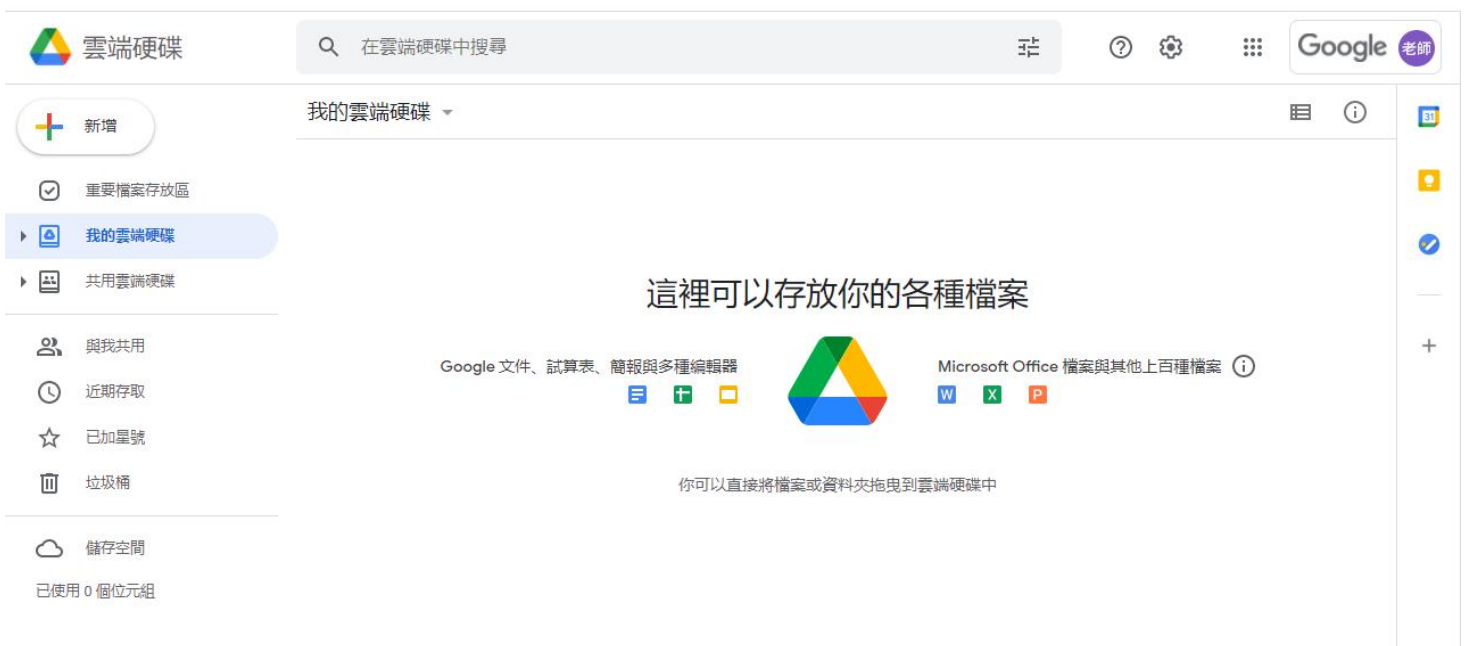 雲端硬碟
在雲端硬碟中搜尋
Google 老師
新增
我的雲端硬碟
31
重要檔案存放區
我的雲端硬碟
共用雲端硬碟
與我共用
近期存取
已加星號
垃圾桶
儲存空間
已使用 0 個位元組
這裡可以存放你的各種檔案
Google 文件、試算表、簡報與多種編輯器
Microsoft Office 檔案與其他上百種檔案
W X P
你可以直接將檔案或資料夾拖曳到雲端硬碟中